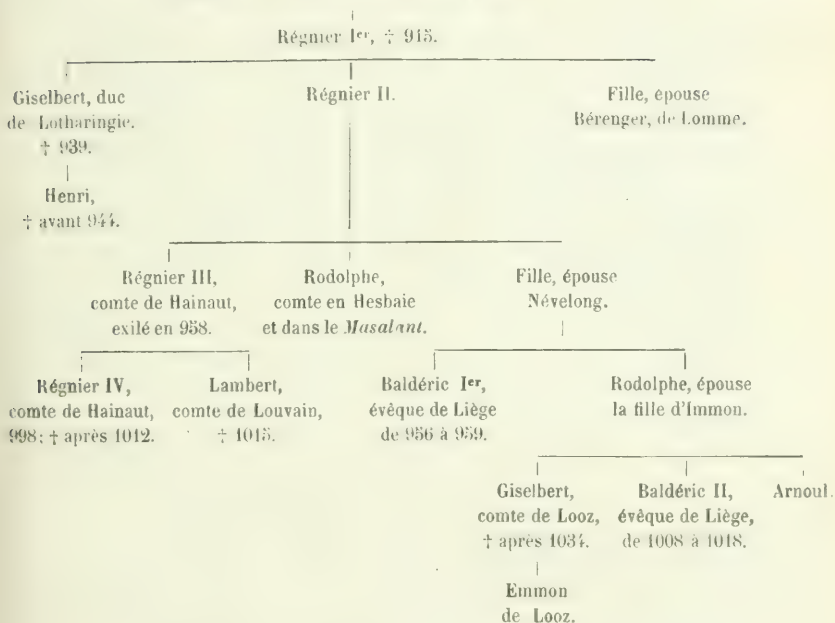 Régnier Ier, † 915.
Giselbert, duc
de Lotharingie.
† 939.
Régnier II.
Fille, épouse
Bérenger, de Lomme.
Henri,
† avant 944.
Régnier III,
comte de Hainaut,
exilé en 958.
Rodolphe,
comte en Hesbaie
et dans le Masalant.
Fille, épouse
Névelong.
Régnier IV,
comte de Hainaut,
998; † après 1012.
Lambert,
comte de Louvain,
† 1015.
Baldéric Ier,
évêque de Liège
de 956 à 959.
Rodolphe, épouse
la fille d'Immon.
Giselbert,
comte de Looz,
† après 1034.
Baldéric II,
évêque de Liège,
de 1008 à 1018.
Arnoul.
Emmon
de Looz.